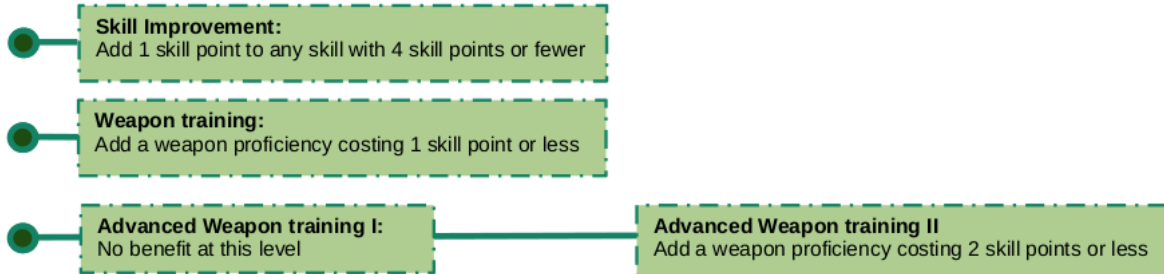 Skill Improvement:
Add 1 skill point to any skill with 4 skill points or fewer
Weapon training:
Add a weapon proficiency costing 1 skill point or less
Advanced Weapon training I:
No benefit at this level
Advanced Weapon training II
Add a weapon proficiency costing 2 skill points or less